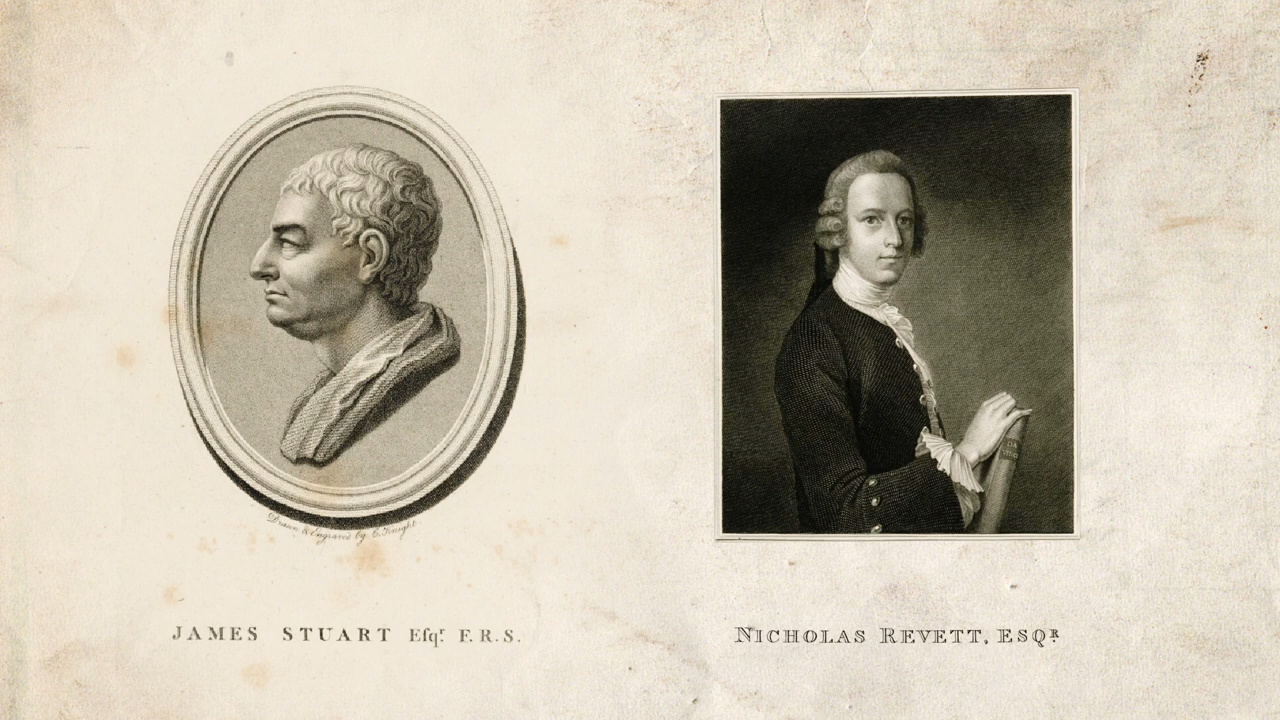 Drawn & Engraved by C. Knight
JAMES STUART Eſqʳ. F.R.S.
NICHOLAS REVETT, ESQᴿ